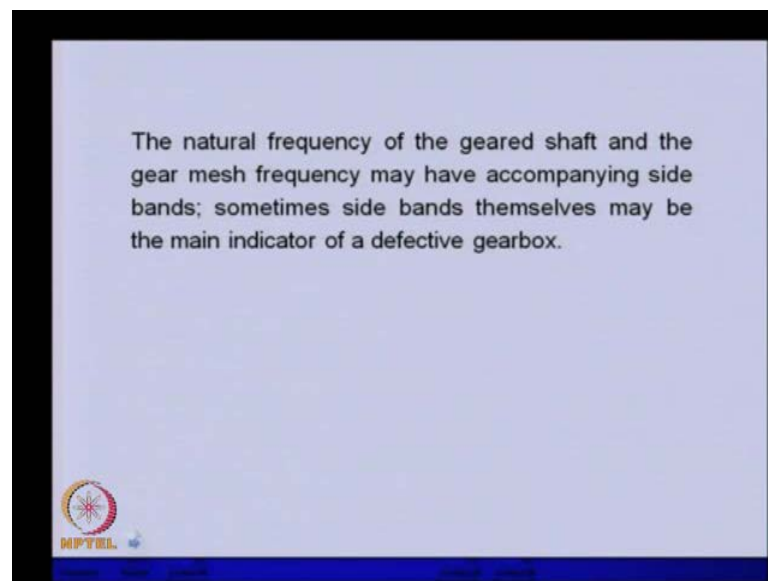 The natural frequency of the geared shaft and the
gear mesh frequency may have accompanying side
bands; sometimes side bands themselves may be
the main indicator of a defective gearbox.
NPTEL